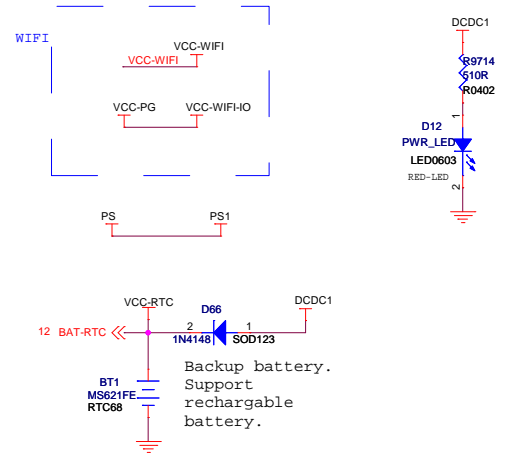 WIFI
VCC-WIFI
VCC-WIFI
VCC-PG
VCC-WIFI-IO
PS
PS1
DCDC1
R9714
510R
R0402
1
D12
PWR_LED
LED0603
RED-LED
2
VCC-RTC
D66
DCDC1
12 BAT-RTC
2
1
1N4148
SOD123
BT1
MS621FE
RTC68
Backup battery.
Support
rechargable
battery.